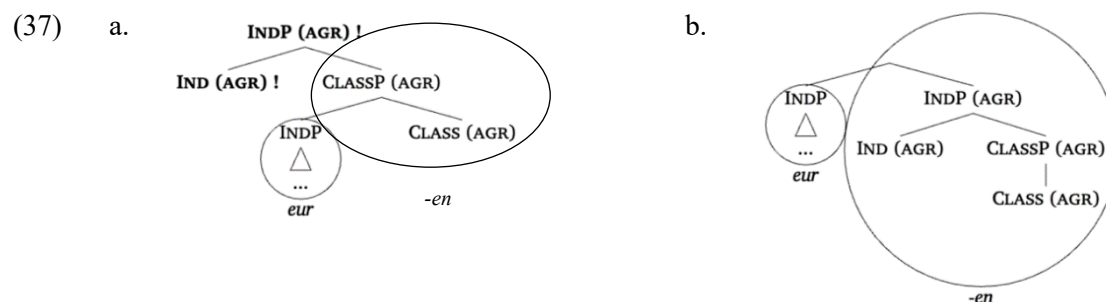 (37) a. b.
INDP (AGR) !
IND (AGR) ! CLASSP (AGR)
INDP CLASS (AGR)
...
eur
-en
INDP INDP (AGR)
... IND (AGR) CLASSP (AGR)
eur
CLASS (AGR)
-en